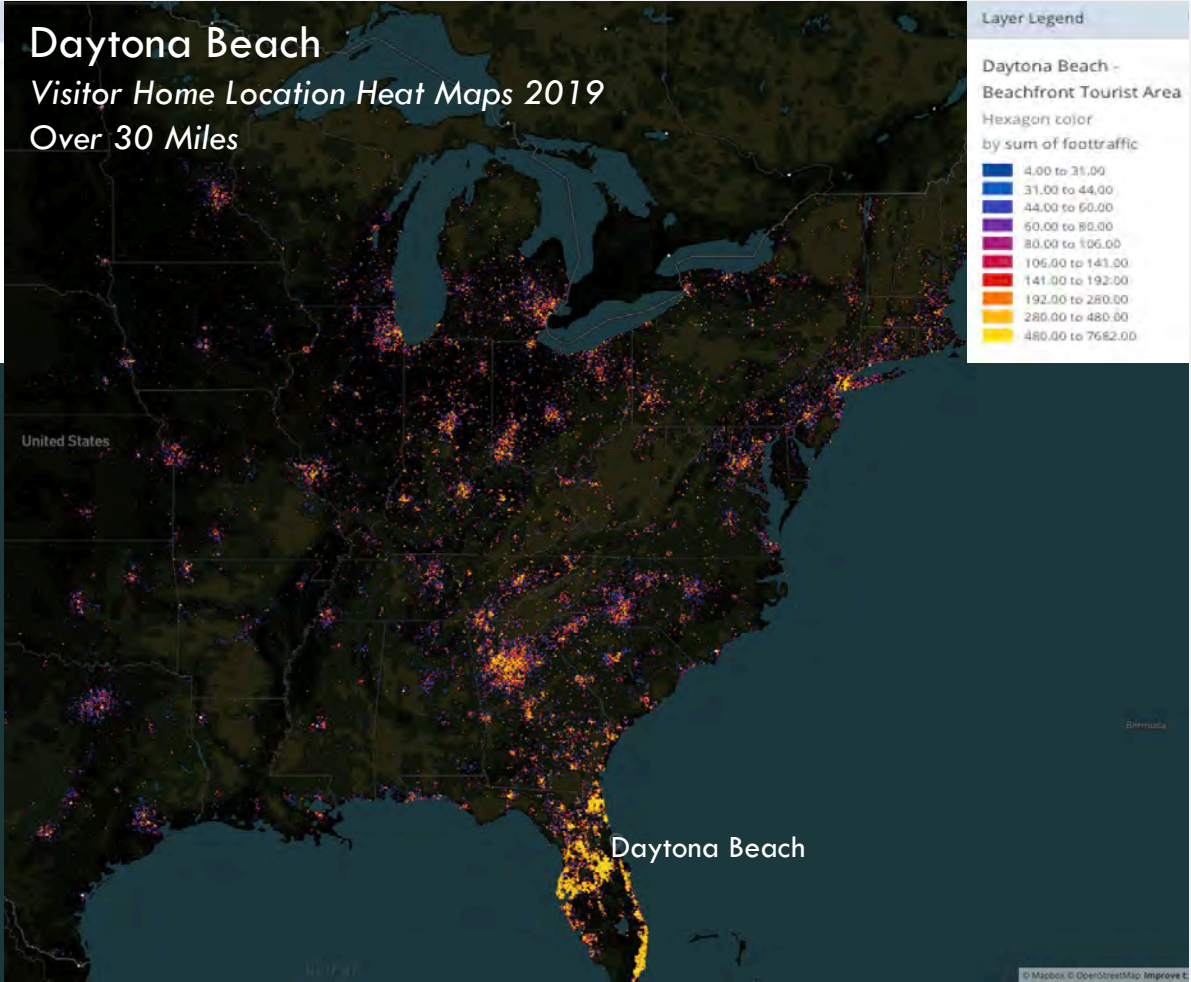 Daytona Beach
Visitor Home Location Heat Maps 2019
Over 30 Miles
Layer Legend
Daytona Beach -
Beachfront Tourist Area
Hexagon color
by sum of foottraffic
4.00 to 31.00
31.00 to 44.00
44.00 to 60.00
60.00 to 80.00
80.00 to 106.00
106.00 to 141.00
141.00 to 192.00
192.00 to 280.00
280.00 to 480.00
480.00 to 7682.00
United States
Bermuda
Daytona Beach
© Mapbox © OpenStreetMap Improve t